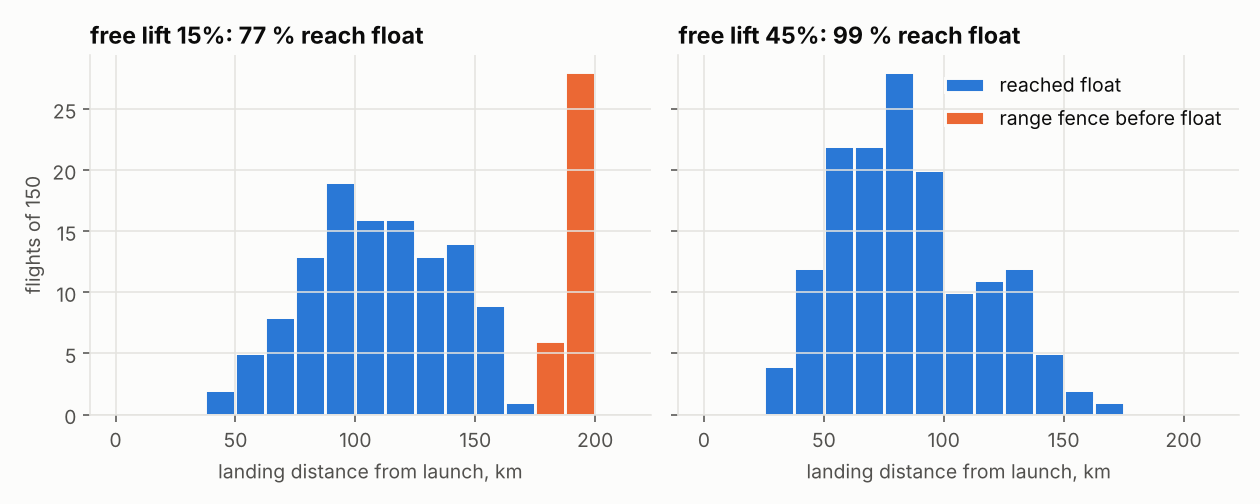 free lift 15%: 77 % reach float
free lift 45%: 99 % reach float
reached float
range fence before float
flights of 150
25
20
15
10
5
0
0 50 100 150 200
0 50 100 150 200
landing distance from launch, km
landing distance from launch, km